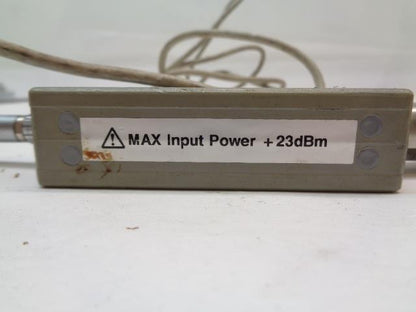 ⚠ MAX Input Power + 23dBm